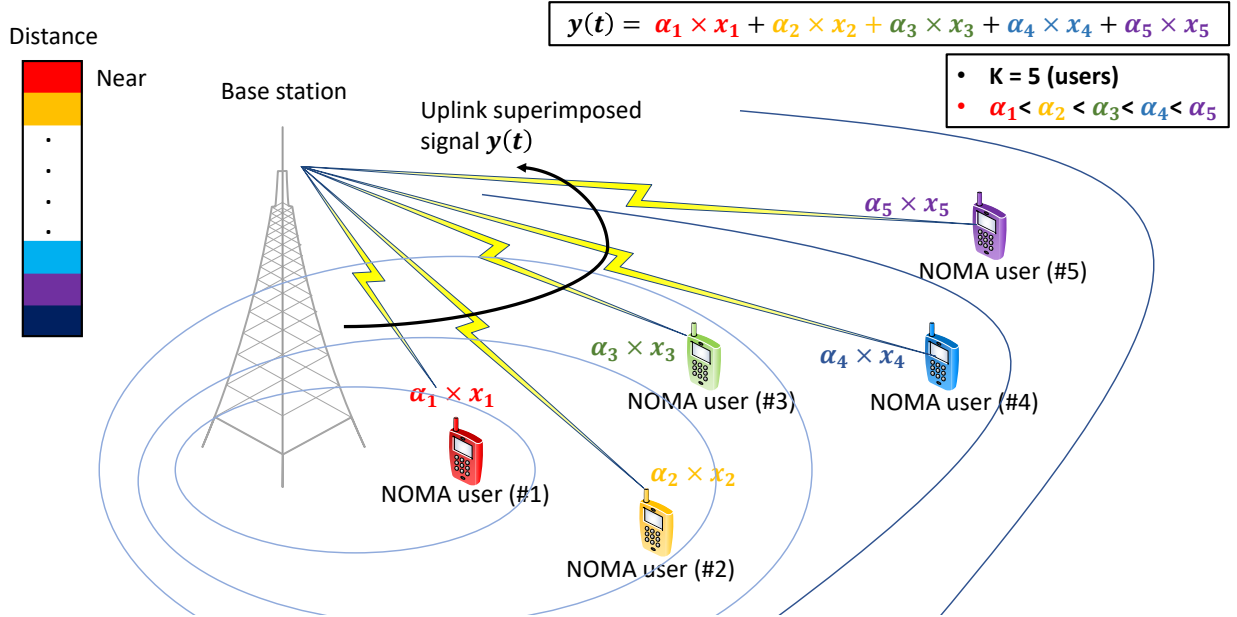 y(t) = α₁ × x₁ + α₂ × x₂ + α₃ × x₃ + α₄ × x₄ + α₅ × x₅
Distance
Near
• K = 5 (users)
• α₁< α₂ < α₃< α₄< α₅
Base station
Uplink superimposed
signal y(t)
α₅ × x₅
NOMA user (#5)
α₃ × x₃
α₄ × x₄
NOMA user (#3)
NOMA user (#4)
α₁ × x₁
NOMA user (#1)
α₂ × x₂
NOMA user (#2)